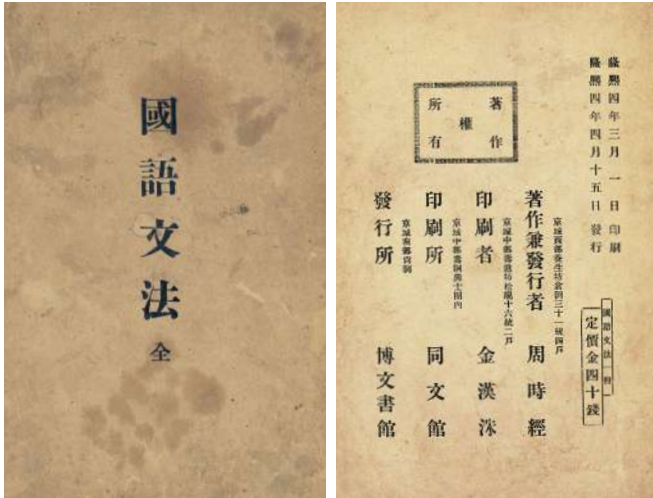 國語文法
全
隆熙四年三月一日 印刷
隆熙四年四月十五日 發行
著作
權
所有
國語文法
定價金四十錢
著作兼發行者 周時經
印刷者 金漢洙
印刷所 同文館
發行所 博文書館